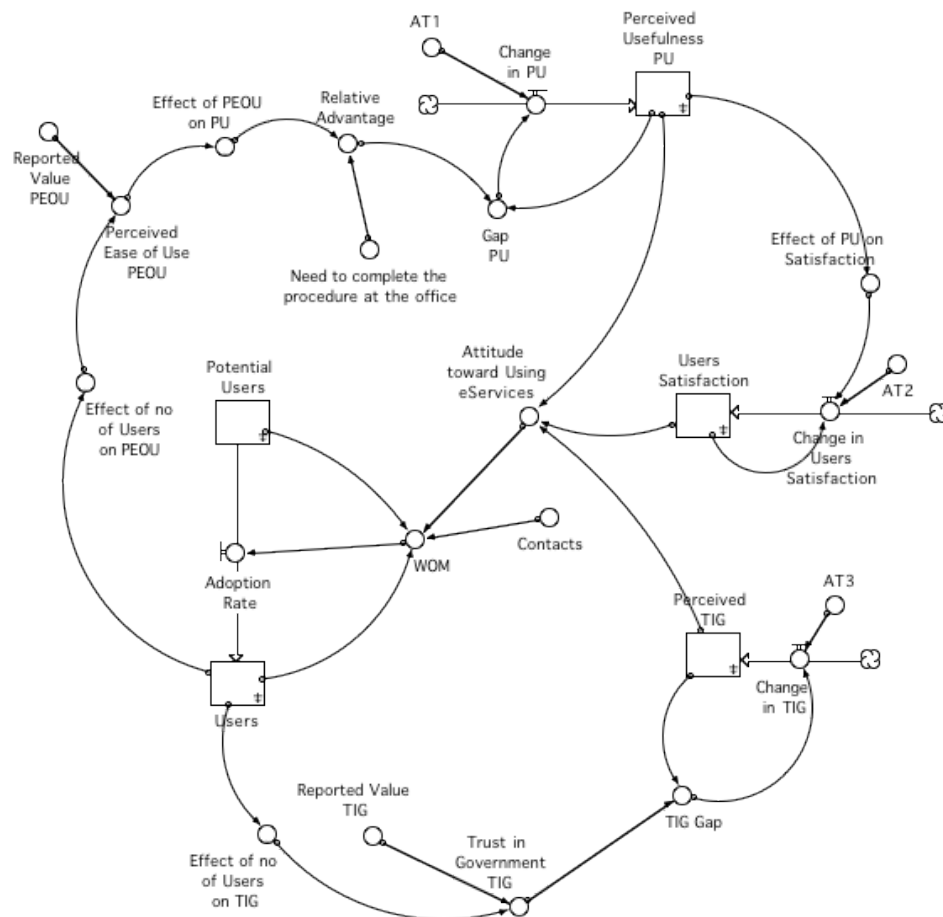 AT1
Change
in PU
Perceived
Usefulness
PU
Effect of PEOU
on PU
Relative
Advantage
Reported
Value
PEOU
Perceived
Ease of Use
PEOU
Gap
PU
Need to complete the
procedure at the office
Effect of PU on
Satisfaction
Potential
Users
Attitude
toward Using
eServices
Users
Satisfaction
AT2
Change in
Users
Satisfaction
Effect of no
of Users
on PEOU
Contacts
WOM
Adoption
Rate
AT3
Perceived
TIG
Change
in TIG
Users
Reported Value
TIG
TIG Gap
Trust in
Government
TIG
Effect of no
of Users
on TIG